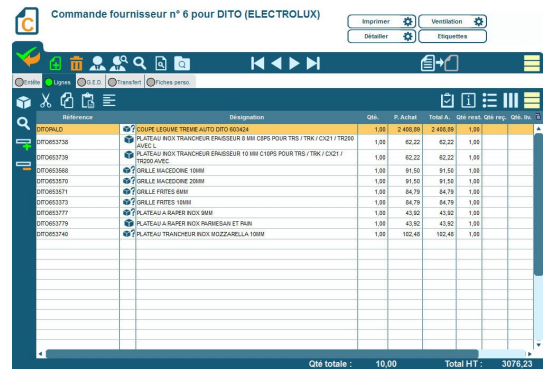 C
Commande fournisseur n° 6 pour DITO (ELECTROLUX)
Imprimer
Ventilation
Détailler
Etiquettes
Entête Lignes G.E.D. Transfert Fiches perso.
Référence Désignation Qté. P. Achat Total A. Qté rest. Qté reç. Qté. liv.
DITOPALD COUPE LEGUME TREMIE AUTO DITO 603424 1,00 2 408,89 2 408,89 1,00
DITO653738 PLATEAU INOX TRANCHEUR EPAISSEUR 8 MM C8PS POUR TRS / TRK / CX21 / TR200 AVEC L 1,00 62,22 62,22 1,00
DITO653739 PLATEAU INOX TRANCHEUR EPAISSEUR 10 MM C10PS POUR TRS / TRK / CX21 / TR200 AVEC 1,00 62,22 62,22 1,00
DITO653568 GRILLE MACEDOINE 10MM 1,00 91,50 91,50 1,00
DITO653570 GRILLE MACEDOINE 20MM 1,00 91,50 91,50 1,00
DITO653571 GRILLE FRITES 6MM 1,00 84,79 84,79 1,00
DITO653573 GRILLE FRITES 10MM 1,00 84,79 84,79 1,00
DITO653777 PLATEAU A RAPER INOX 9MM 1,00 43,92 43,92 1,00
DITO653779 PLATEAU A RAPER INOX PARMESAN ET PAIN 1,00 43,92 43,92 1,00
DITO653740 PLATEAU TRANCHEUR INOX MOZZARELLA 10MM 1,00 102,48 102,48 1,00
Qté totale : 10,00 Total HT : 3076,23